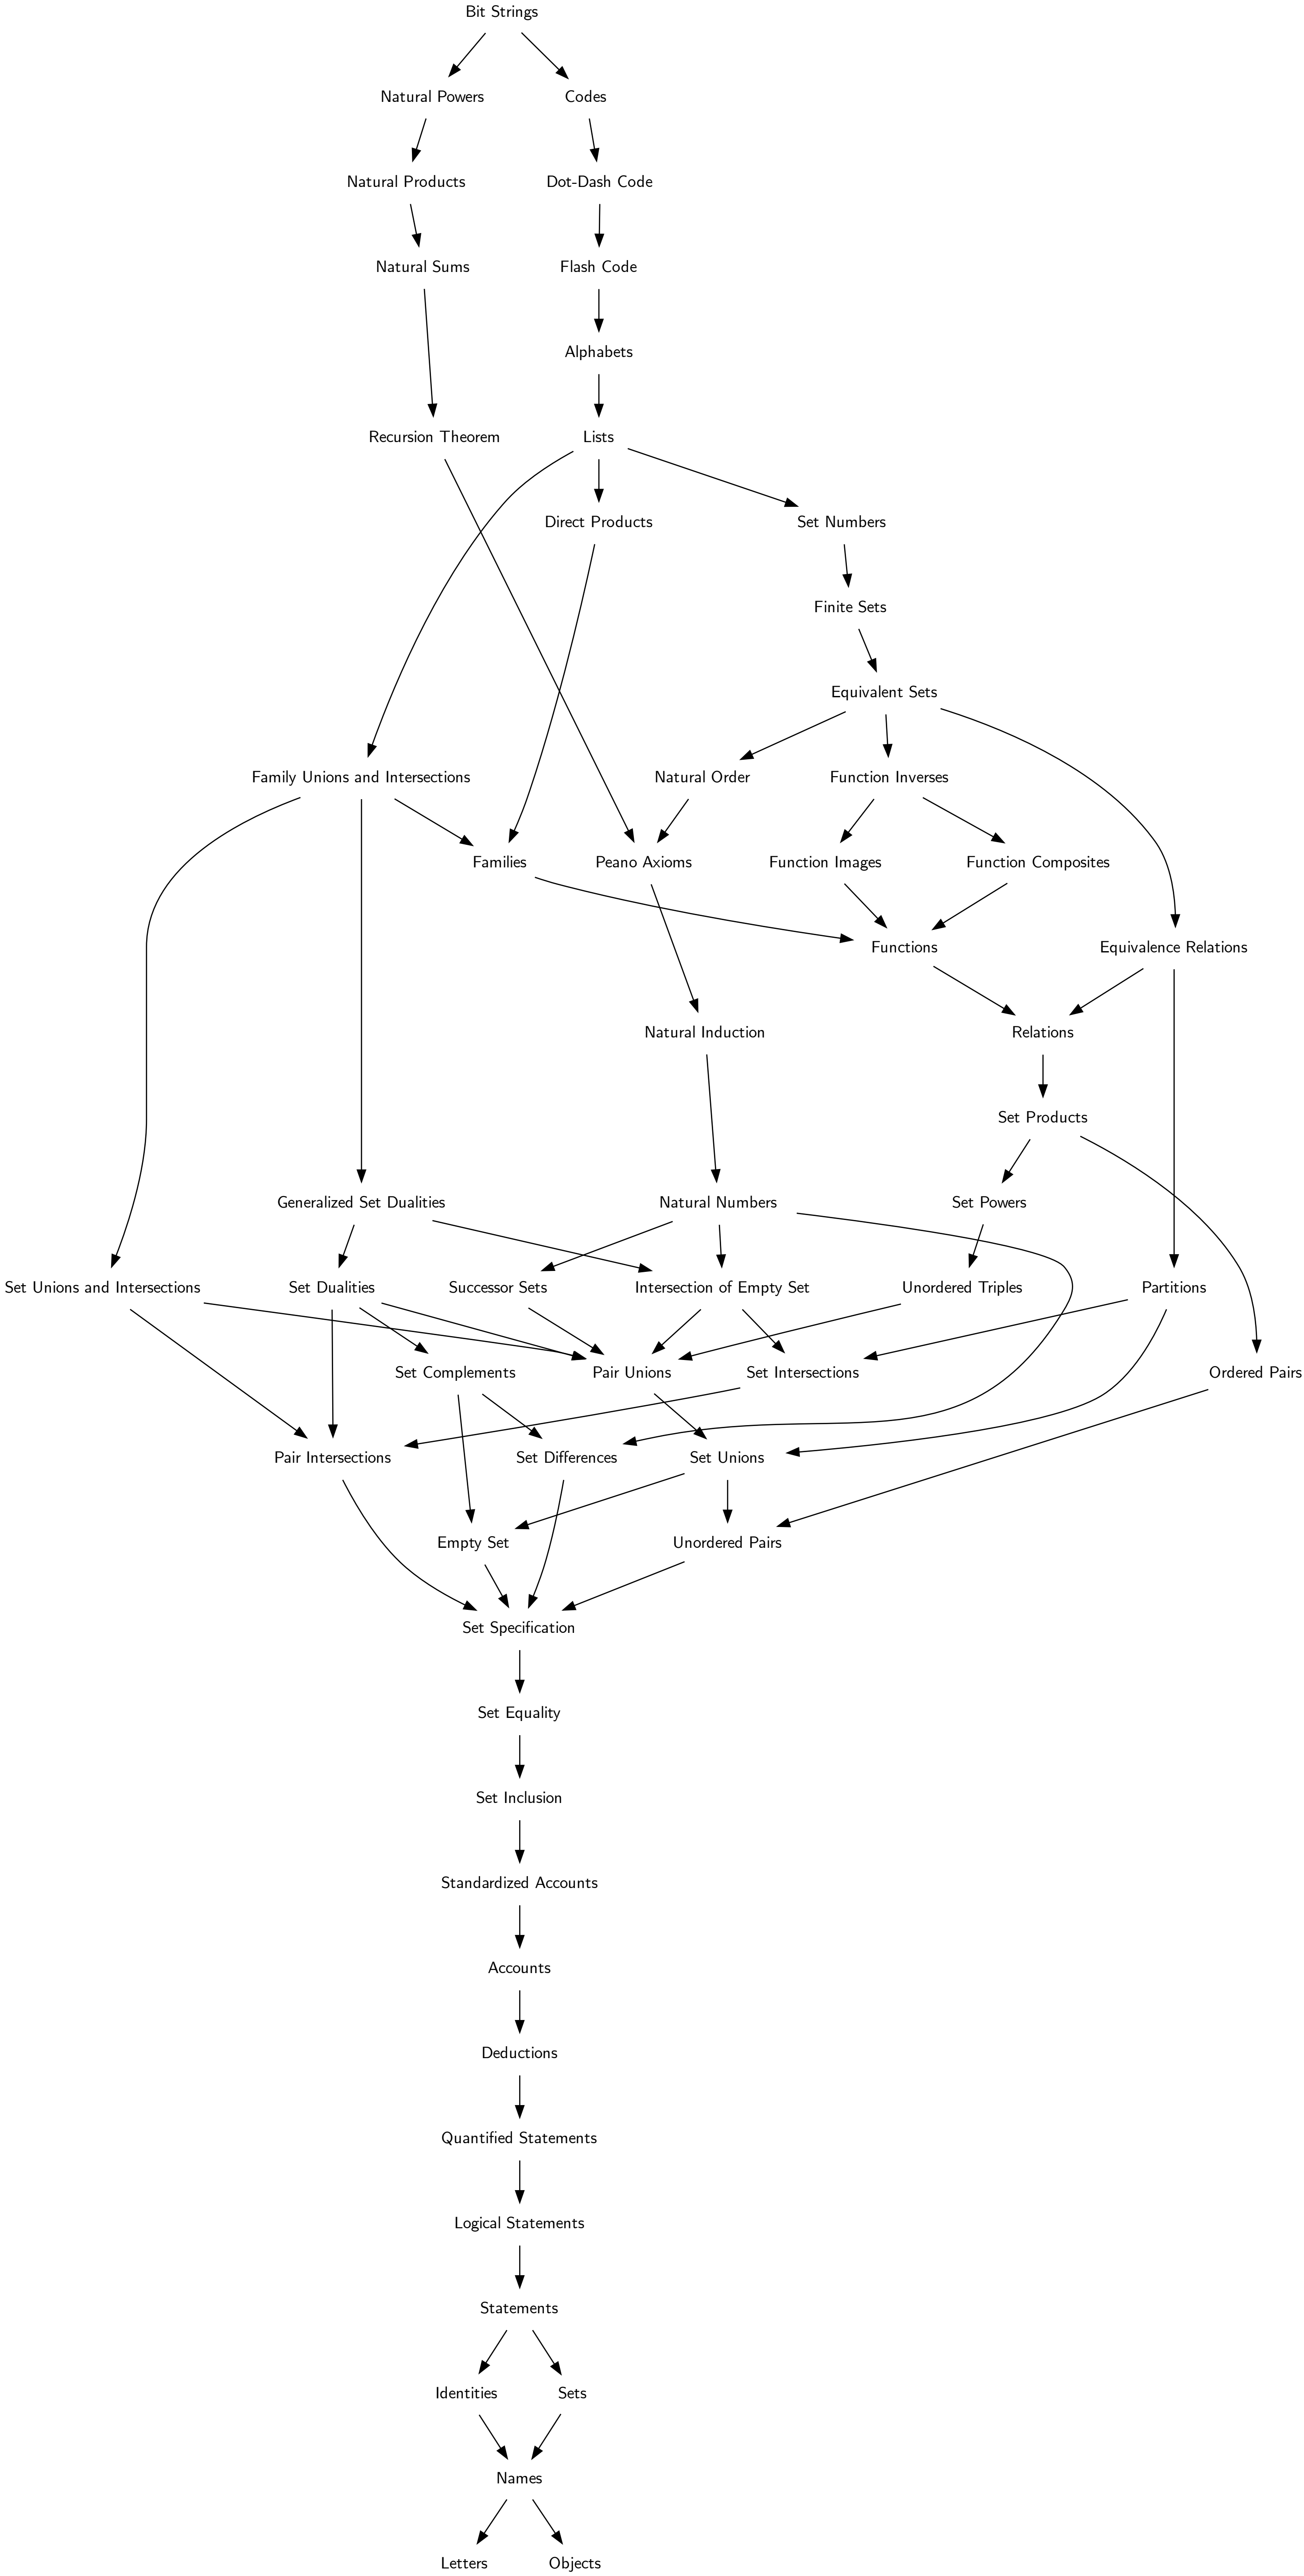 Bit Strings
Natural Powers
Codes
Natural Products
Dot-Dash Code
Natural Sums
Flash Code
Alphabets
Recursion Theorem
Lists
Direct Products
Set Numbers
Finite Sets
Equivalent Sets
Family Unions and Intersections
Natural Order
Function Inverses
Families
Peano Axioms
Function Images
Function Composites
Functions
Equivalence Relations
Natural Induction
Relations
Set Products
Generalized Set Dualities
Natural Numbers
Set Powers
Set Unions and Intersections
Set Dualities
Successor Sets
Intersection of Empty Set
Unordered Triples
Partitions
Set Complements
Pair Unions
Set Intersections
Ordered Pairs
Pair Intersections
Set Differences
Set Unions
Empty Set
Unordered Pairs
Set Specification
Set Equality
Set Inclusion
Standardized Accounts
Accounts
Deductions
Quantified Statements
Logical Statements
Statements
Identities
Sets
Names
Letters
Objects